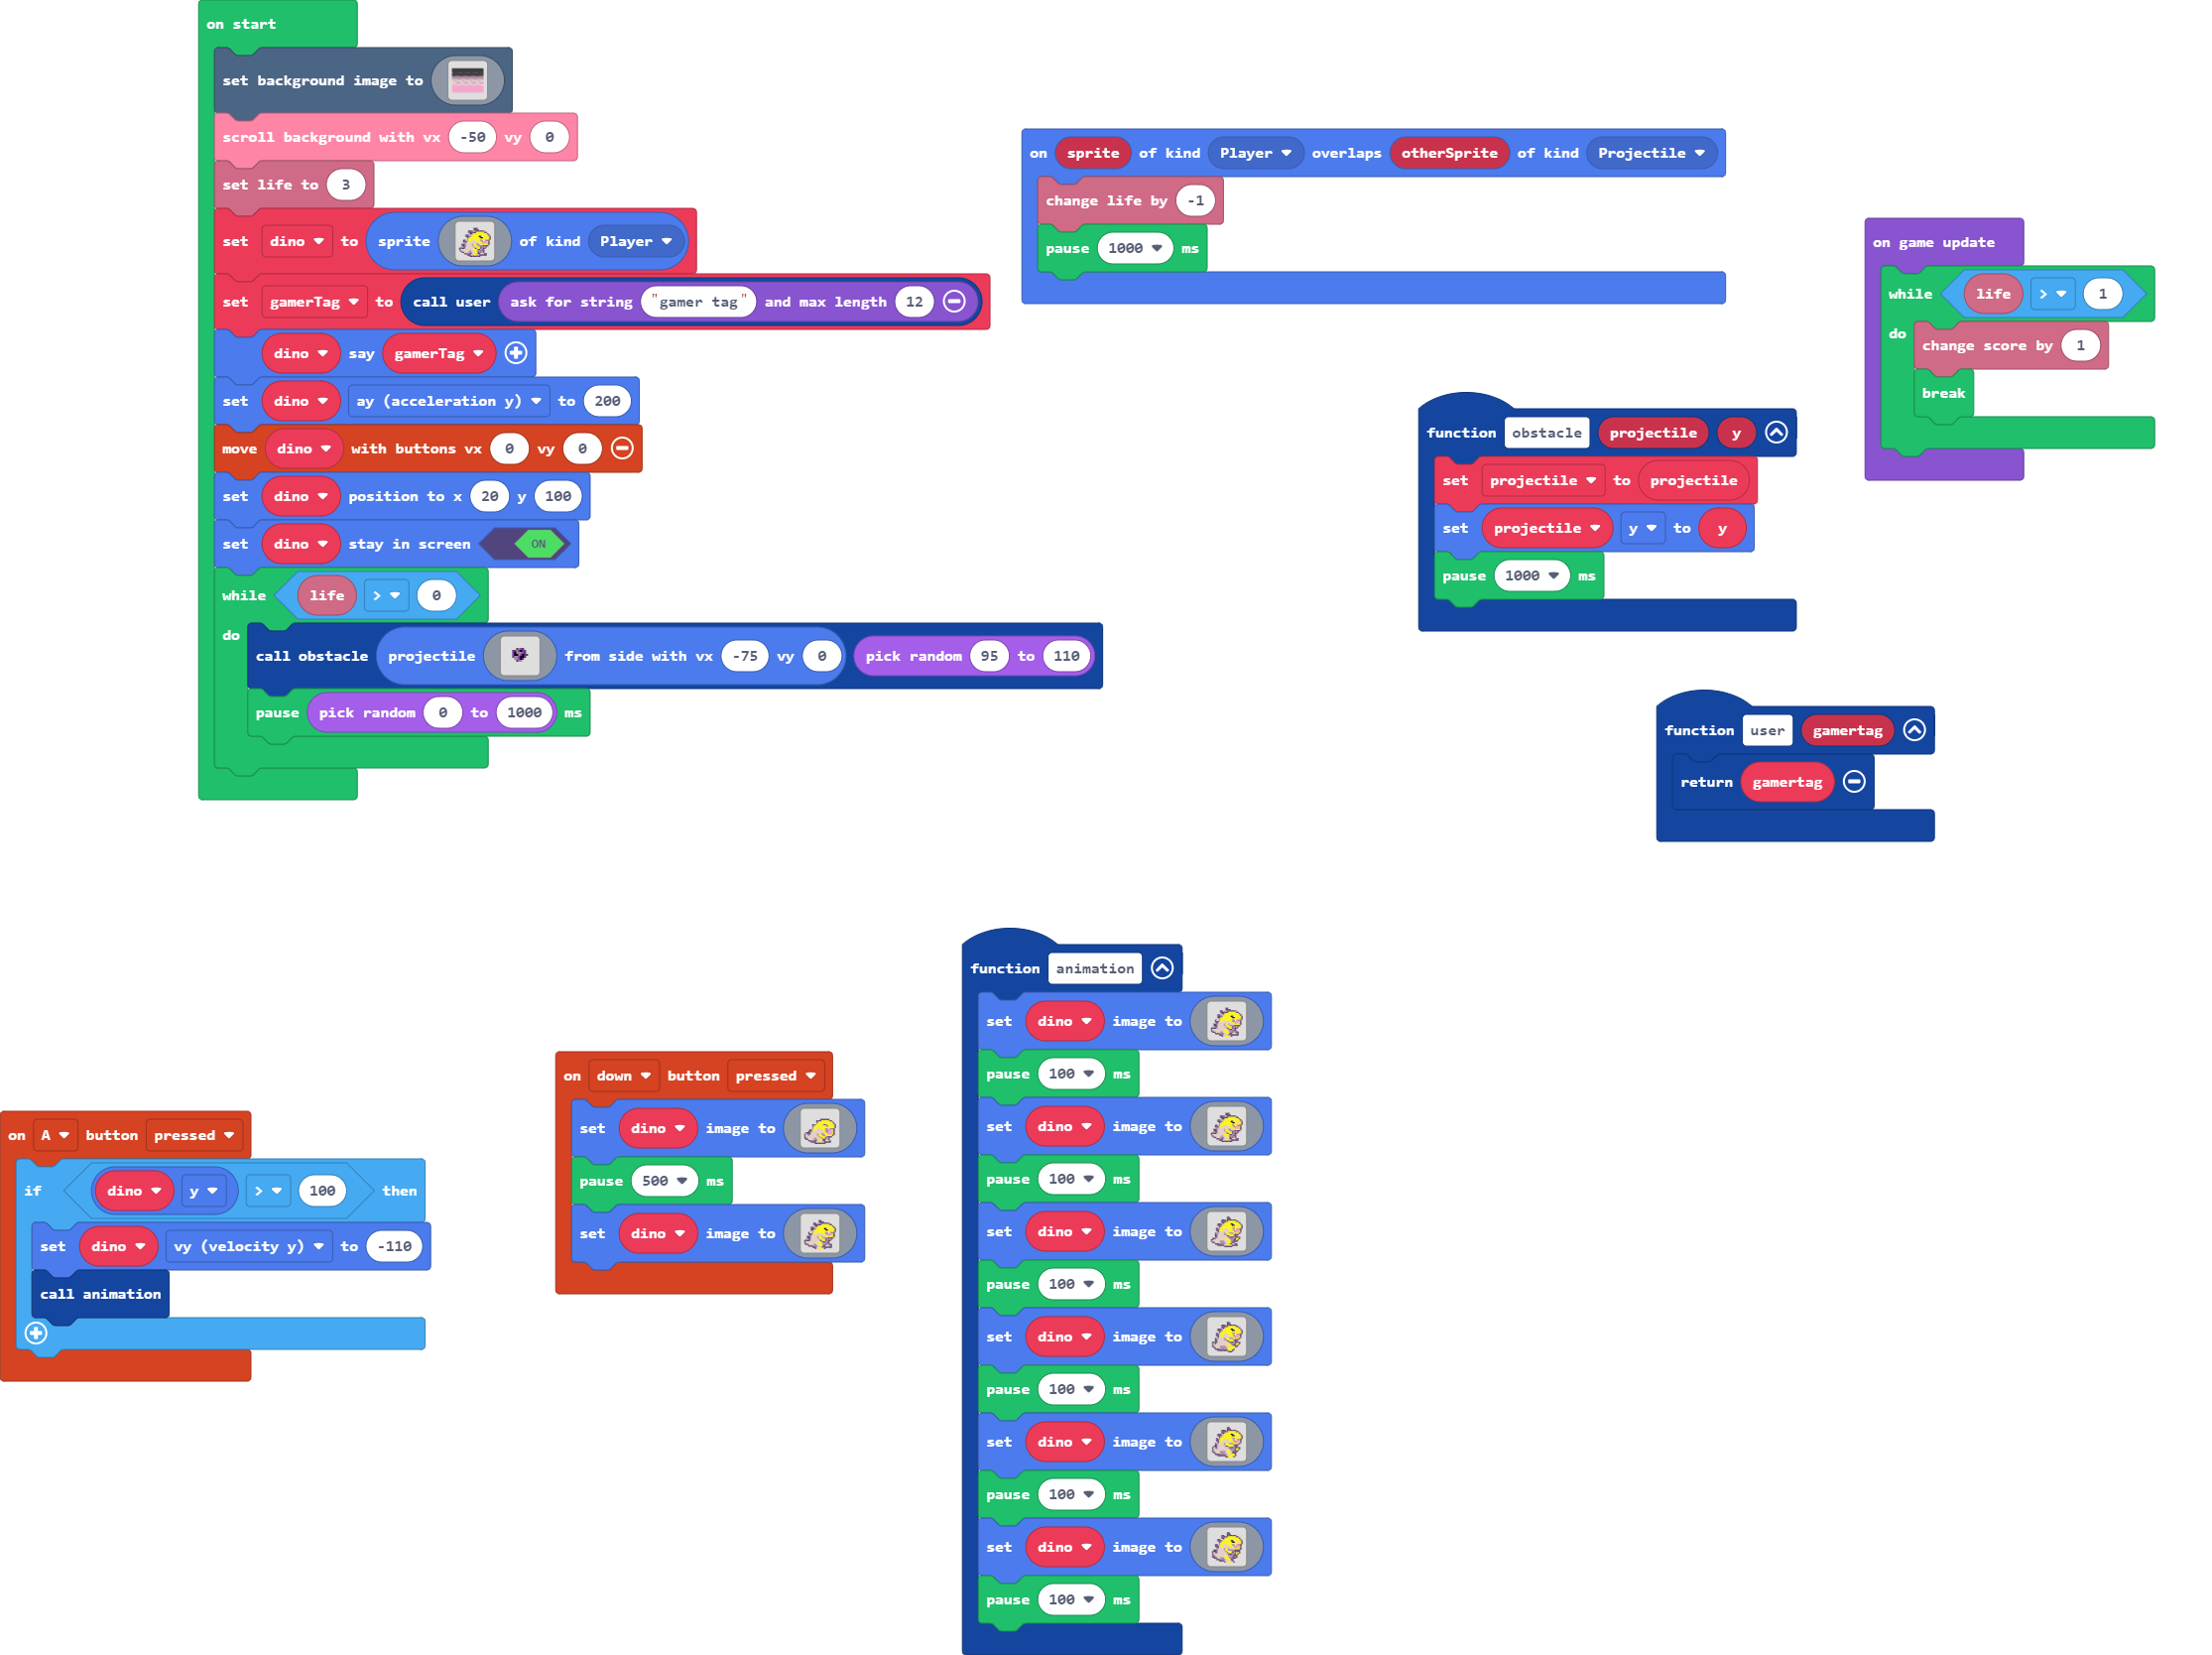 on start
set background image to
scroll background with vx -50 vy 0
set life to 3
set dino to sprite of kind Player
set gamerTag to call user ask for string "gamer tag" and max length 12
dino say gamerTag
set dino ay (acceleration y) to 200
move dino with buttons vx 0 vy 0
set dino position to x 20 y 100
set dino stay in screen ON
while life > 0
do
call obstacle projectile from side with vx -75 vy 0 pick random 95 to 110
pause pick random 0 to 1000 ms
on sprite of kind Player overlaps otherSprite of kind Projectile
change life by -1
pause 1000 ms
on game update
while life > 1
do change score by 1
break
function obstacle projectile y
set projectile to projectile
set projectile y to y
pause 1000 ms
function user gamertag
return gamertag
on A button pressed
if dino y > 100 then
set dino vy (velocity y) to -110
call animation
on down button pressed
set dino image to
pause 500 ms
set dino image to
function animation
set dino image to
pause 100 ms
set dino image to
pause 100 ms
set dino image to
pause 100 ms
set dino image to
pause 100 ms
set dino image to
pause 100 ms
set dino image to
pause 100 ms